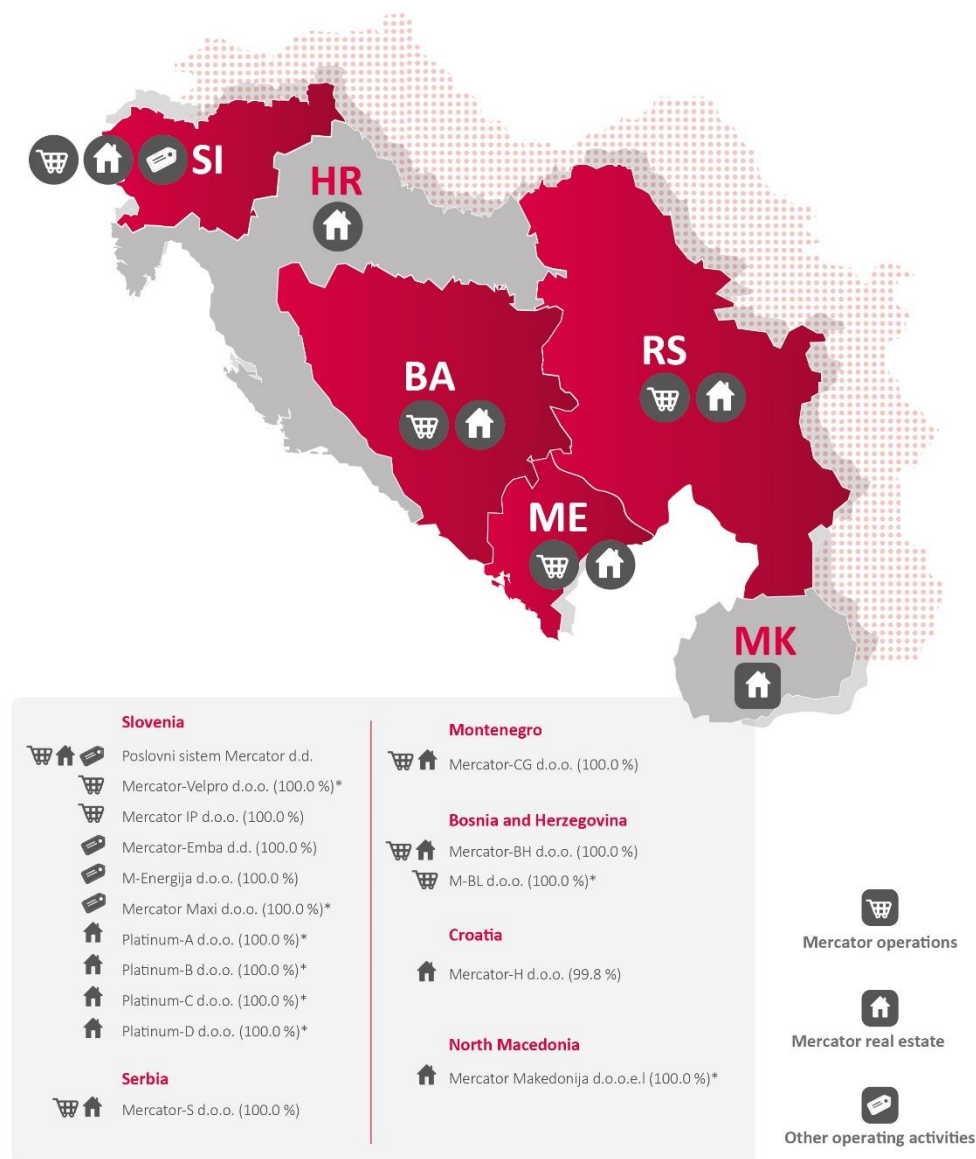 SI
HR
BA
RS
ME
MK
Slovenia
Poslovni sistem Mercator d.d.
Mercator-Velpro d.o.o. (100.0 %)*
Mercator IP d.o.o. (100.0 %)
Mercator-Emba d.d. (100.0 %)
M-Energija d.o.o. (100.0 %)
Mercator Maxi d.o.o. (100.0 %)*
Platinum-A d.o.o. (100.0 %)*
Platinum-B d.o.o. (100.0 %)*
Platinum-C d.o.o. (100.0 %)*
Platinum-D d.o.o. (100.0 %)*
Serbia
Mercator-S d.o.o. (100.0 %)
Montenegro
Mercator-CG d.o.o. (100.0 %)
Bosnia and Herzegovina
Mercator-BH d.o.o. (100.0 %)
M-BL d.o.o. (100.0 %)*
Croatia
Mercator-H d.o.o. (99.8 %)
North Macedonia
Mercator Makedonija d.o.o.e.l (100.0 %)*
Mercator operations
Mercator real estate
Other operating activities